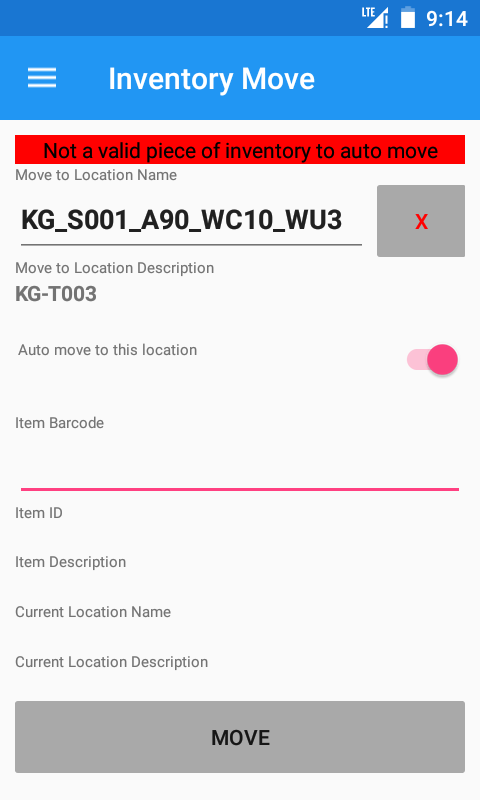 LTE 9:14
Inventory Move
Not a valid piece of inventory to auto move
Move to Location Name
KG_S001_A90_WC10_WU3
X
Move to Location Description
KG-T003
Auto move to this location
Item Barcode
Item ID
Item Description
Current Location Name
Current Location Description
MOVE